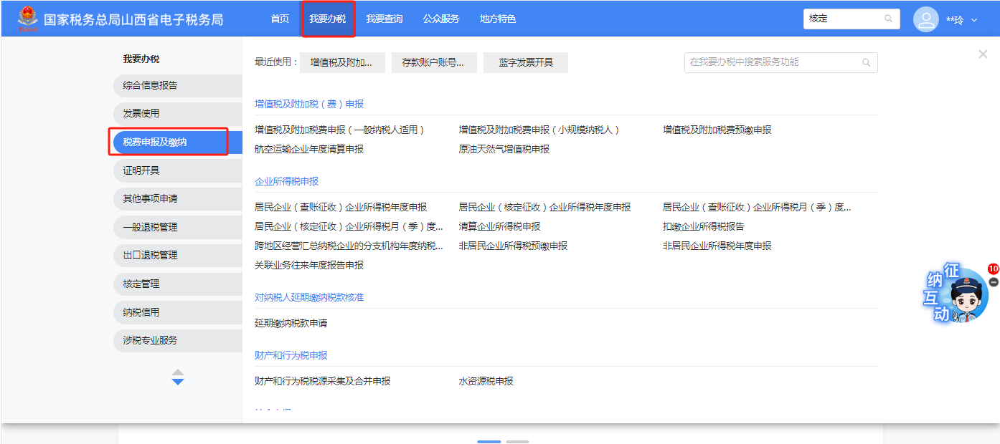 国家税务总局山西省电子税务局 首页 我要办税 我要查询 公众服务 地方特色 核定 **玲
我要办税
综合信息报告
发票使用
税费申报及缴纳
证明开具
其他事项申请
一般退税管理
出口退税管理
核定管理
纳税信用
涉税专业服务
最近使用： 增值税及附加... 存款账户账号... 蓝字发票开具 在我要办税中搜索服务功能
增值税及附加税（费）申报
增值税及附加税费申报（一般纳税人适用） 增值税及附加税费申报（小规模纳税人） 增值税及附加税费预缴申报
航空运输企业年度清算申报 原油天然气增值税申报
企业所得税申报
居民企业（查账征收）企业所得税年度申报 居民企业（核定征收）企业所得税年度申报 居民企业（查账征收）企业所得税月（季）度...
居民企业（核定征收）企业所得税月（季）度... 清算企业所得税申报 扣缴企业所得税报告
跨地区经营汇总纳税企业的分支机构年度纳税... 非居民企业所得税预缴申报 非居民企业所得税年度申报
关联业务往来年度报告申报
对纳税人延期缴纳税款核准
延期缴纳税款申请
财产和行为税申报
财产和行为税税源采集及合并申报 水资源税申报
征纳互动
10